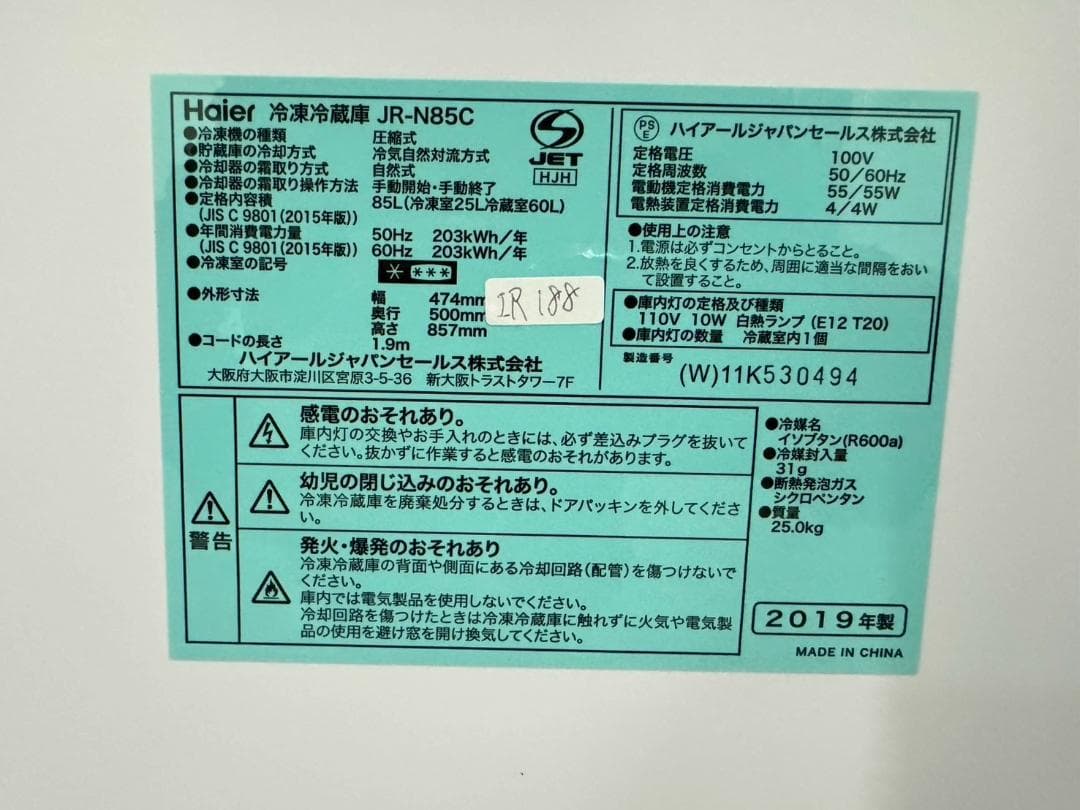 Haier 冷凍冷蔵庫 JR-N85C
●冷凍機の種類 圧縮式
●貯蔵庫の冷却方式 冷気自然対流方式
●冷却器の霜取り方式 自然式
●冷却器の霜取り操作方法 手動開始・手動終了
●定格内容積 85L(冷凍室25L冷蔵室60L)
(JIS C 9801(2015年版))
●年間消費電力量 50Hz 203kWh/年
(JIS C 9801(2015年版)) 60Hz 203kWh/年
●冷凍室の記号 * ***
●外形寸法 幅 474mm
奥行 500mm
高さ 857mm
●コードの長さ 1.9m
ハイアールジャパンセールス株式会社
大阪府大阪市淀川区宮原3-5-36 新大阪トラストタワー7F
JET
HJH
IR 188
PS
E
ハイアールジャパンセールス株式会社
定格電圧 100V
定格周波数 50/60Hz
電動機定格消費電力 55/55W
電熱装置定格消費電力 4/4W
●使用上の注意
1.電源は必ずコンセントからとること。
2.放熱を良くするため、周囲に適当な間隔をおい
て設置すること。
●庫内灯の定格及び種類
110V 10W 白熱ランプ(E12 T20)
●庫内灯の数量 冷蔵室内1個
製造番号
(W)11K530494
警告
感電のおそれあり。
庫内灯の交換やお手入れのときには、必ず差込みプラグを抜いて
ください。抜かずに作業すると感電のおそれがあります。
幼児の閉じ込みのおそれあり。
冷凍冷蔵庫を廃棄処分するときは、ドアパッキンを外してくださ
い。
発火・爆発のおそれあり
冷凍冷蔵庫の背面や側面にある冷却回路(配管)を傷つけないで
ください。
庫内では電気製品を使用しないでください。
冷却回路を傷つけたときは冷凍冷蔵庫に触れずに火気や電気製
品の使用を避け窓を開け換気してください。
●冷媒名
イソブタン(R600a)
●冷媒封入量
31g
●断熱発泡ガス
シクロペンタン
●質量
25.0kg
2019年製
MADE IN CHINA